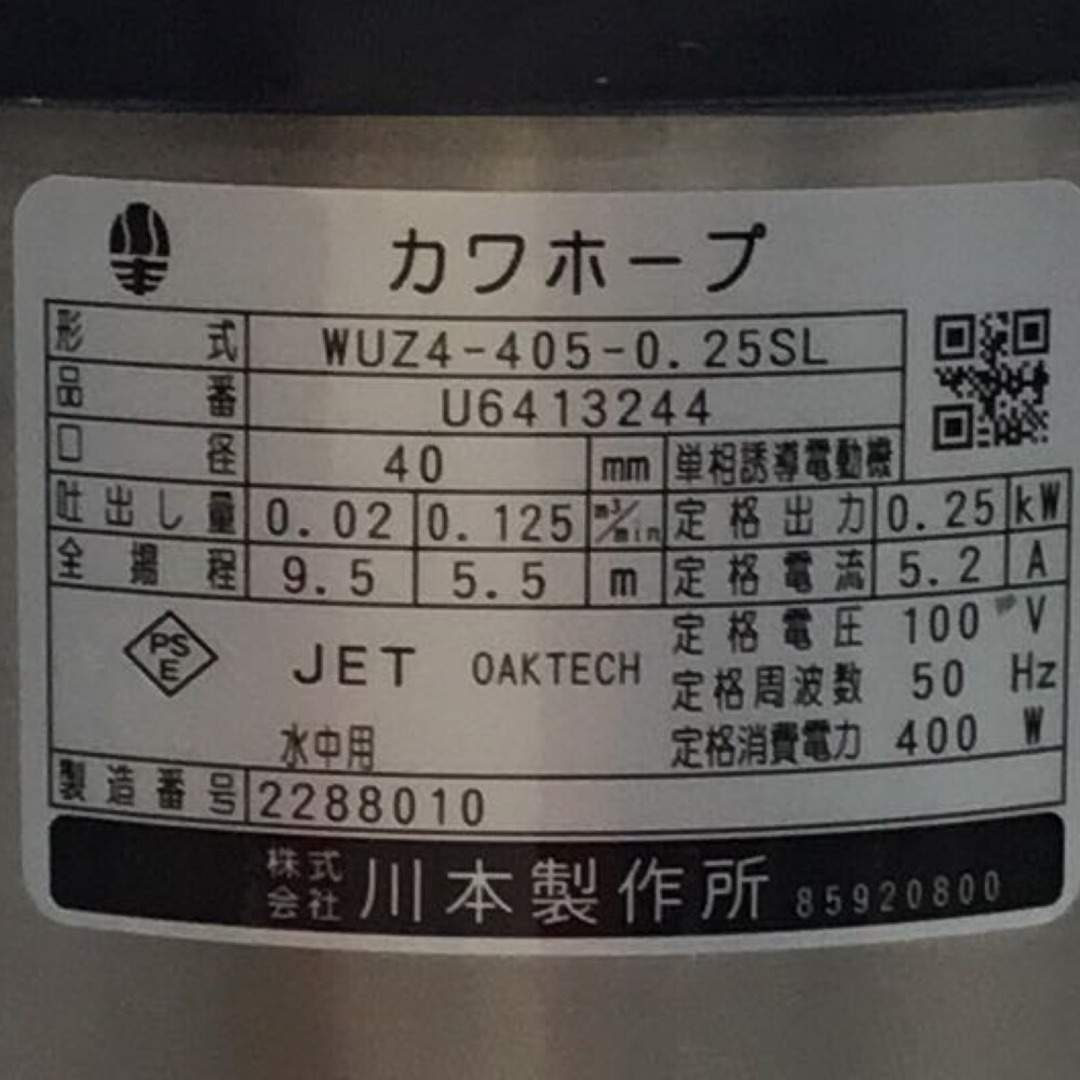 カワホープ
形式 WUZ4-405-0.25SL
品番 U6413244
口径 40 mm 単相誘導電動機
吐出し量 0.02 0.125 m³/min 定格出力 0.25 kW
全揚程 9.5 5.5 m 定格電流 5.2 A
PSE JET OAKTECH 定格電圧 100 V
定格周波数 50 Hz
水中用 定格消費電力 400 W
製造番号 2288010
株式会社 川本製作所 85920800